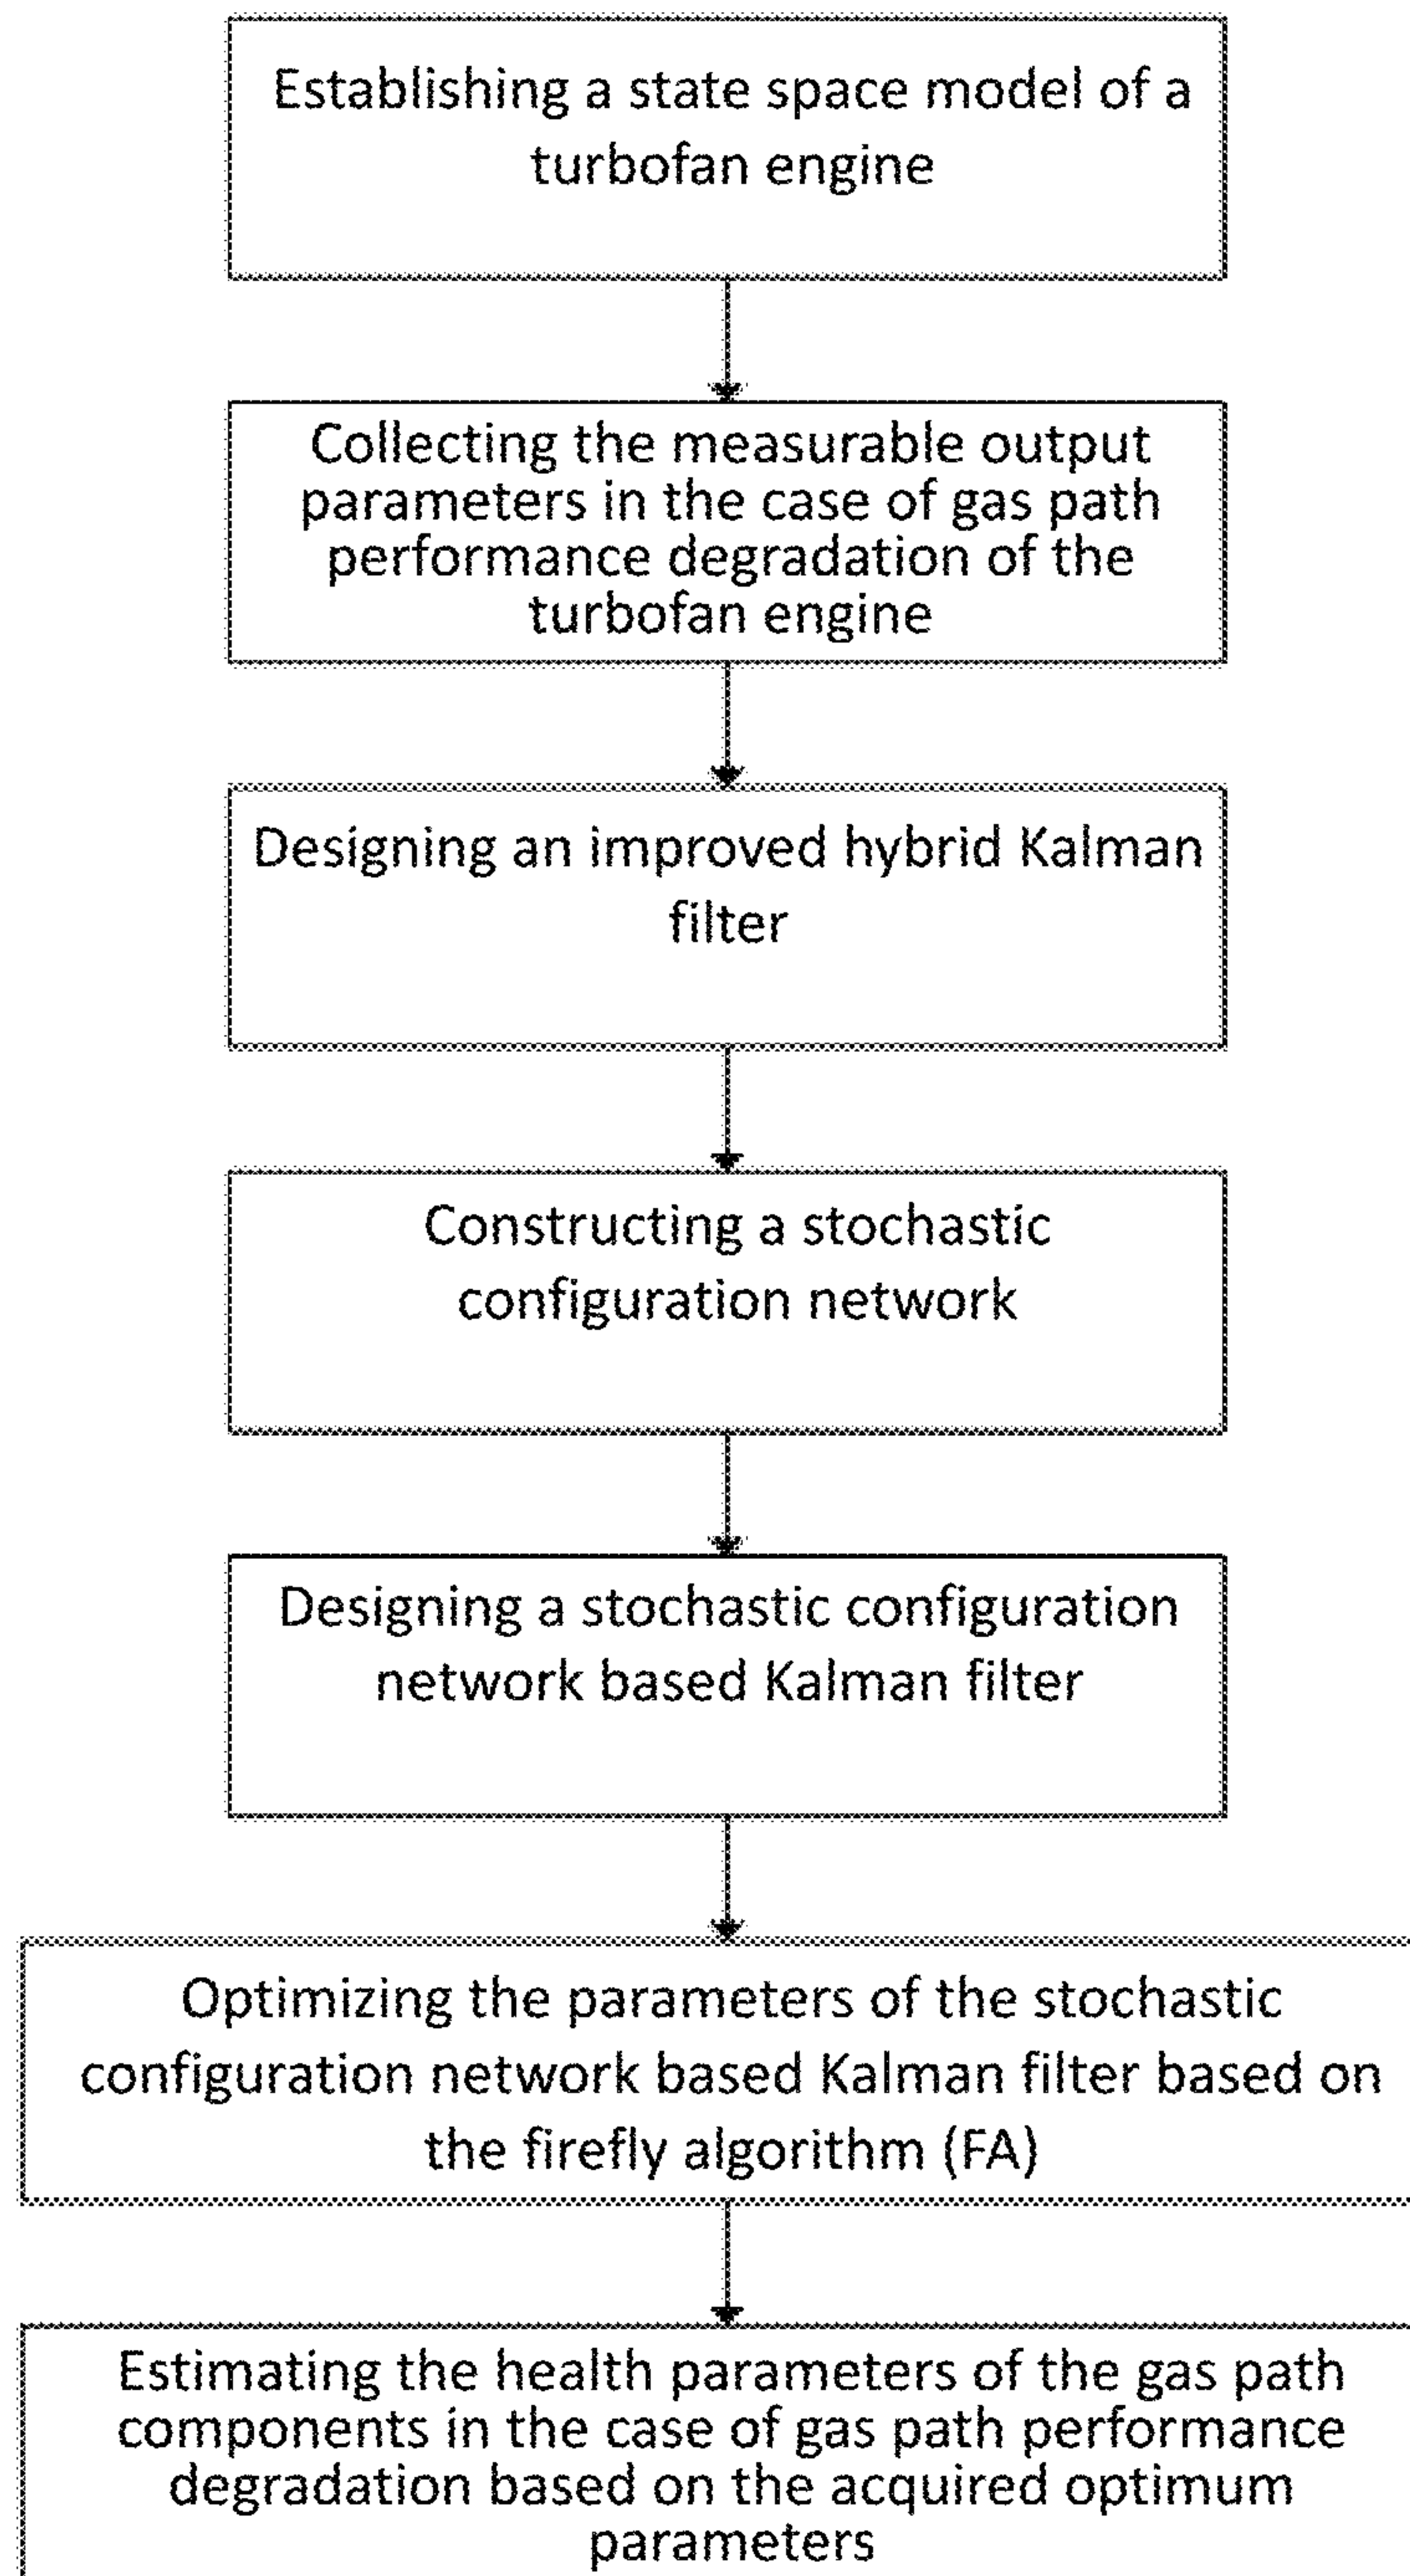 Establishing a state space model of a
turbofan engine
Collecting the measurable output
parameters in the case of gas path
performance degradation of the
turbofan engine
Designing an improved hybrid Kalman
filter
Constructing a stochastic
configuration network
Designing a stochastic configuration
network based Kalman filter
Optimizing the parameters of the stochastic
configuration network based Kalman filter based on
the firefly algorithm (FA)
Estimating the health parameters of the gas path
components in the case of gas path performance
degradation based on the acquired optimum
parameters